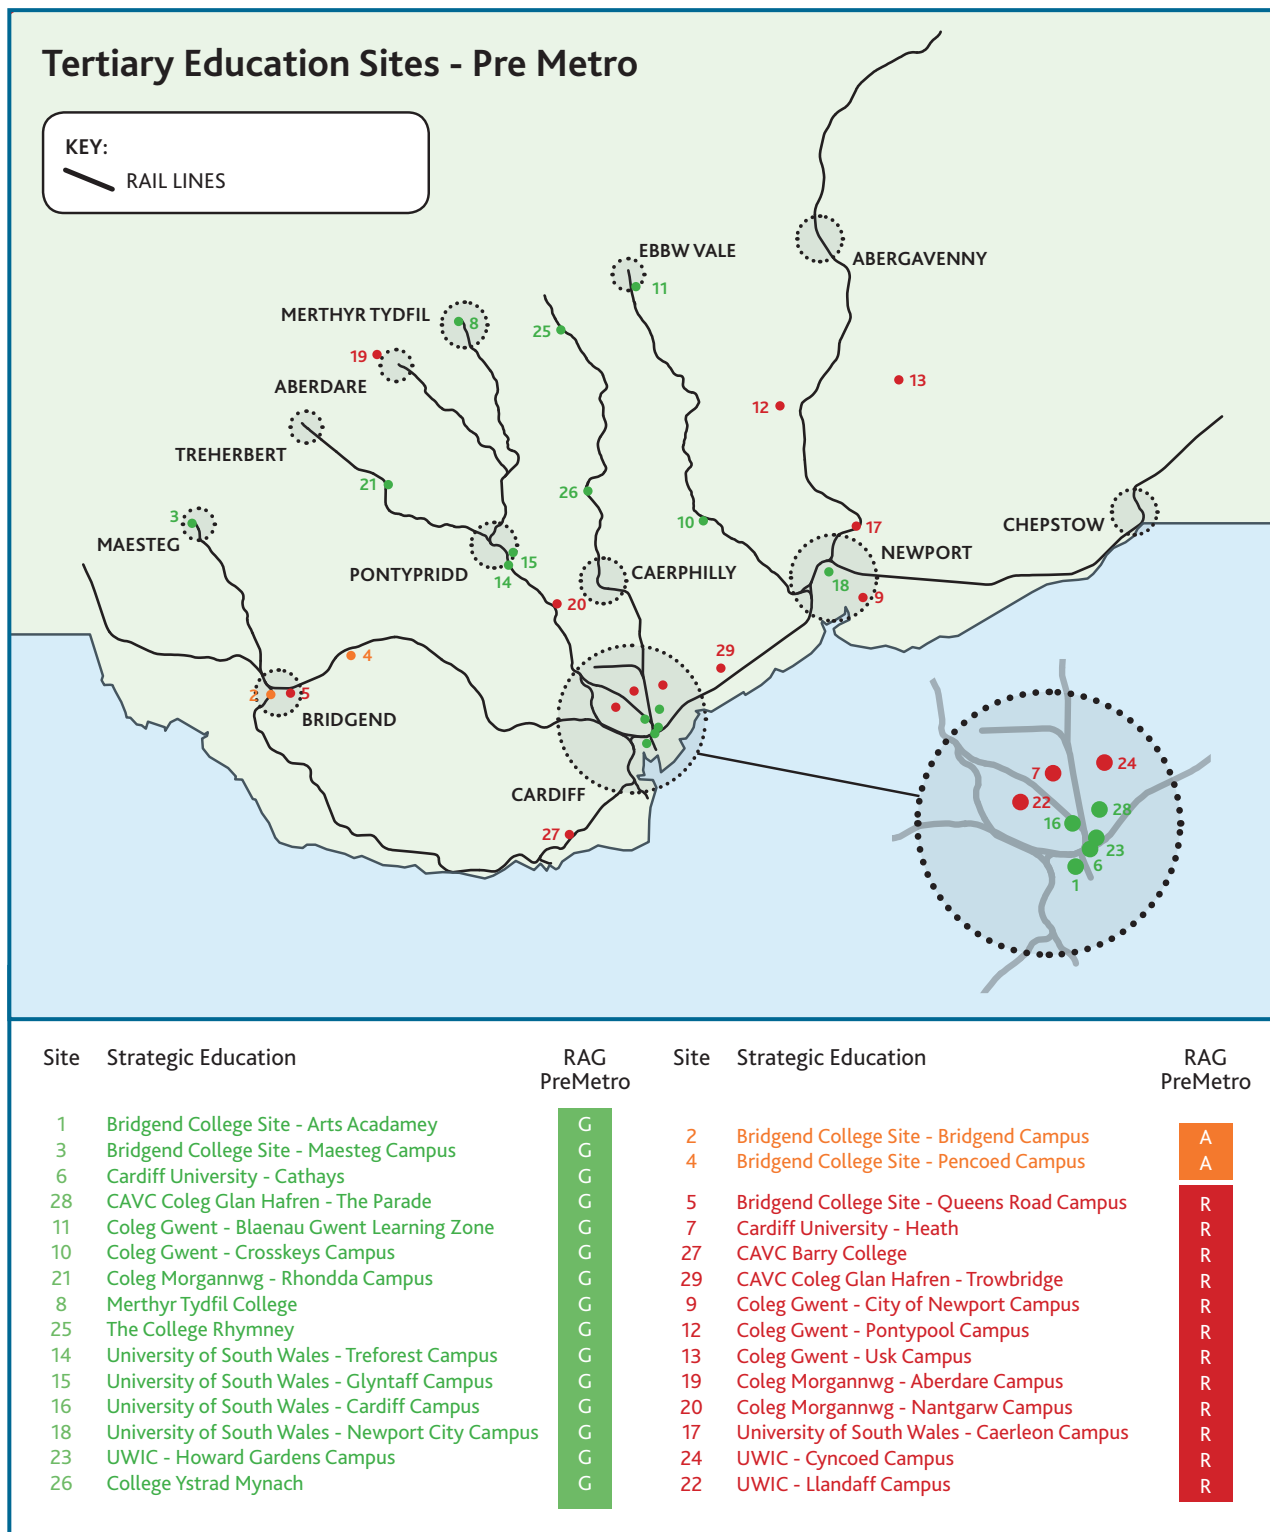 Tertiary Education Sites - Pre Metro
KEY:
RAIL LINES
EBBW VALE
ABERGAVENNY
11
MERTHYR TYDFIL
8
25
19
13
ABERDARE
12
TREHERBERT
21
26
3
10
17
CHEPSTOW
MAESTEG
NEWPORT
15
PONTYPRIDD
14
CAERPHILLY
18
20
9
29
4
2
5
BRIDGEND
7
24
CARDIFF
22
28
16
27
23
6
1
Site Strategic Education RAG PreMetro
1 Bridgend College Site - Arts Acadamey G
3 Bridgend College Site - Maesteg Campus G
6 Cardiff University - Cathays G
28 CAVC Coleg Glan Hafren - The Parade G
11 Coleg Gwent - Blaenau Gwent Learning Zone G
10 Coleg Gwent - Crosskeys Campus G
21 Coleg Morgannwg - Rhondda Campus G
8 Merthyr Tydfil College G
25 The College Rhymney G
14 University of South Wales - Treforest Campus G
15 University of South Wales - Glyntaff Campus G
16 University of South Wales - Cardiff Campus G
18 University of South Wales - Newport City Campus G
23 UWIC - Howard Gardens Campus G
26 College Ystrad Mynach G
Site Strategic Education RAG PreMetro
2 Bridgend College Site - Bridgend Campus A
4 Bridgend College Site - Pencoed Campus A
5 Bridgend College Site - Queens Road Campus R
7 Cardiff University - Heath R
27 CAVC Barry College R
29 CAVC Coleg Glan Hafren - Trowbridge R
9 Coleg Gwent - City of Newport Campus R
12 Coleg Gwent - Pontypool Campus R
13 Coleg Gwent - Usk Campus R
19 Coleg Morgannwg - Aberdare Campus R
20 Coleg Morgannwg - Nantgarw Campus R
17 University of South Wales - Caerleon Campus R
24 UWIC - Cyncoed Campus R
22 UWIC - Llandaff Campus R